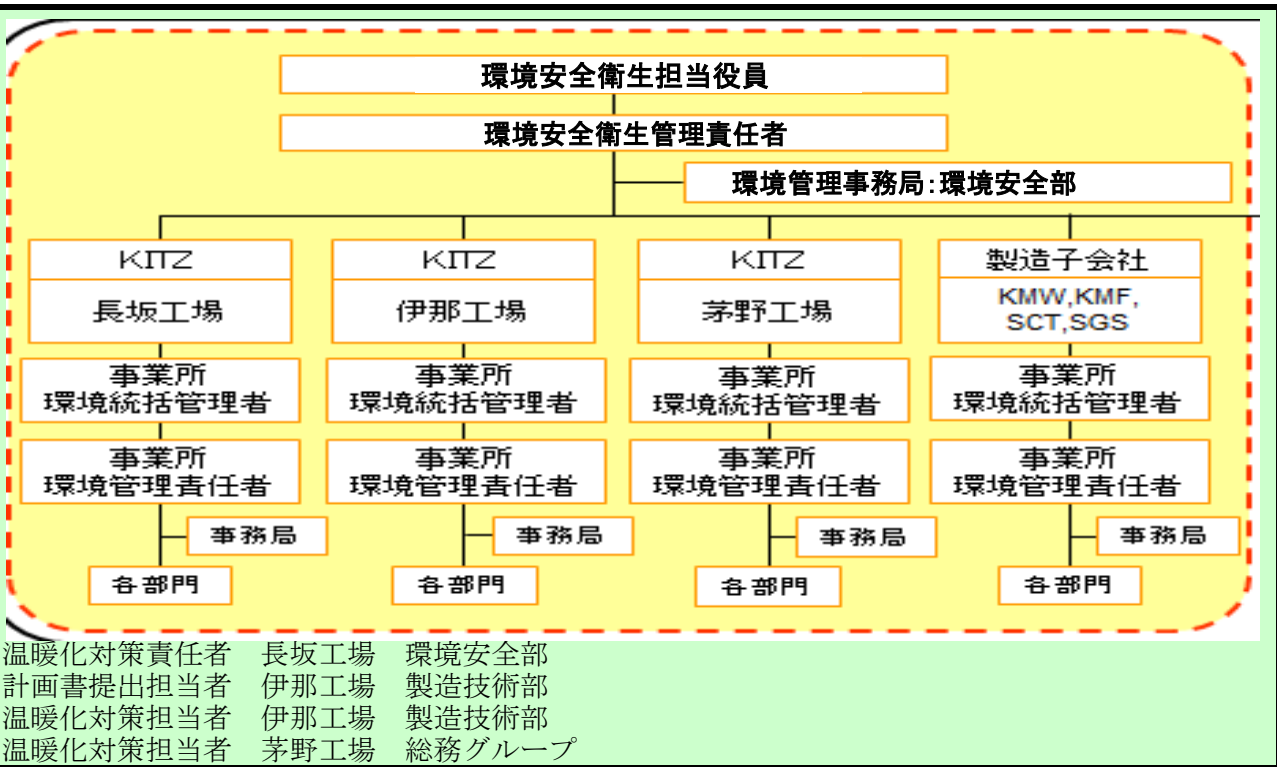 環境安全衛生担当役員
環境安全衛生管理責任者
環境管理事務局:環境安全部
KITZ
長坂工場
事業所
環境統括管理者
事業所
環境管理責任者
事務局
各部門
KITZ
伊那工場
事業所
環境統括管理者
事業所
環境管理責任者
事務局
各部門
KITZ
茅野工場
事業所
環境統括管理者
事業所
環境管理責任者
事務局
各部門
製造子会社
KMW,KMF,
SCT,SGS
事業所
環境統括管理者
事業所
環境管理責任者
事務局
各部門
温暖化対策責任者　長坂工場　環境安全部
計画書提出担当者　伊那工場　製造技術部
温暖化対策担当者　伊那工場　製造技術部
温暖化対策担当者　茅野工場　総務グループ